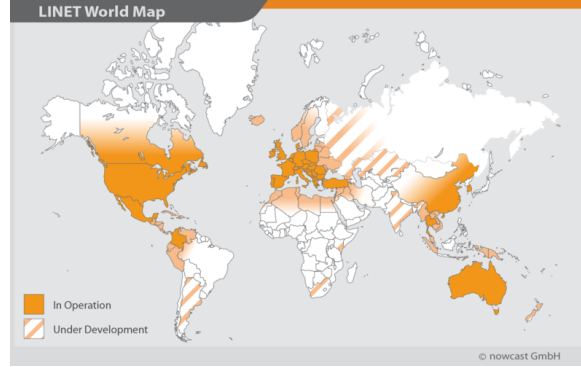 LINET World Map
In Operation
Under Development
© nowcast GmbH